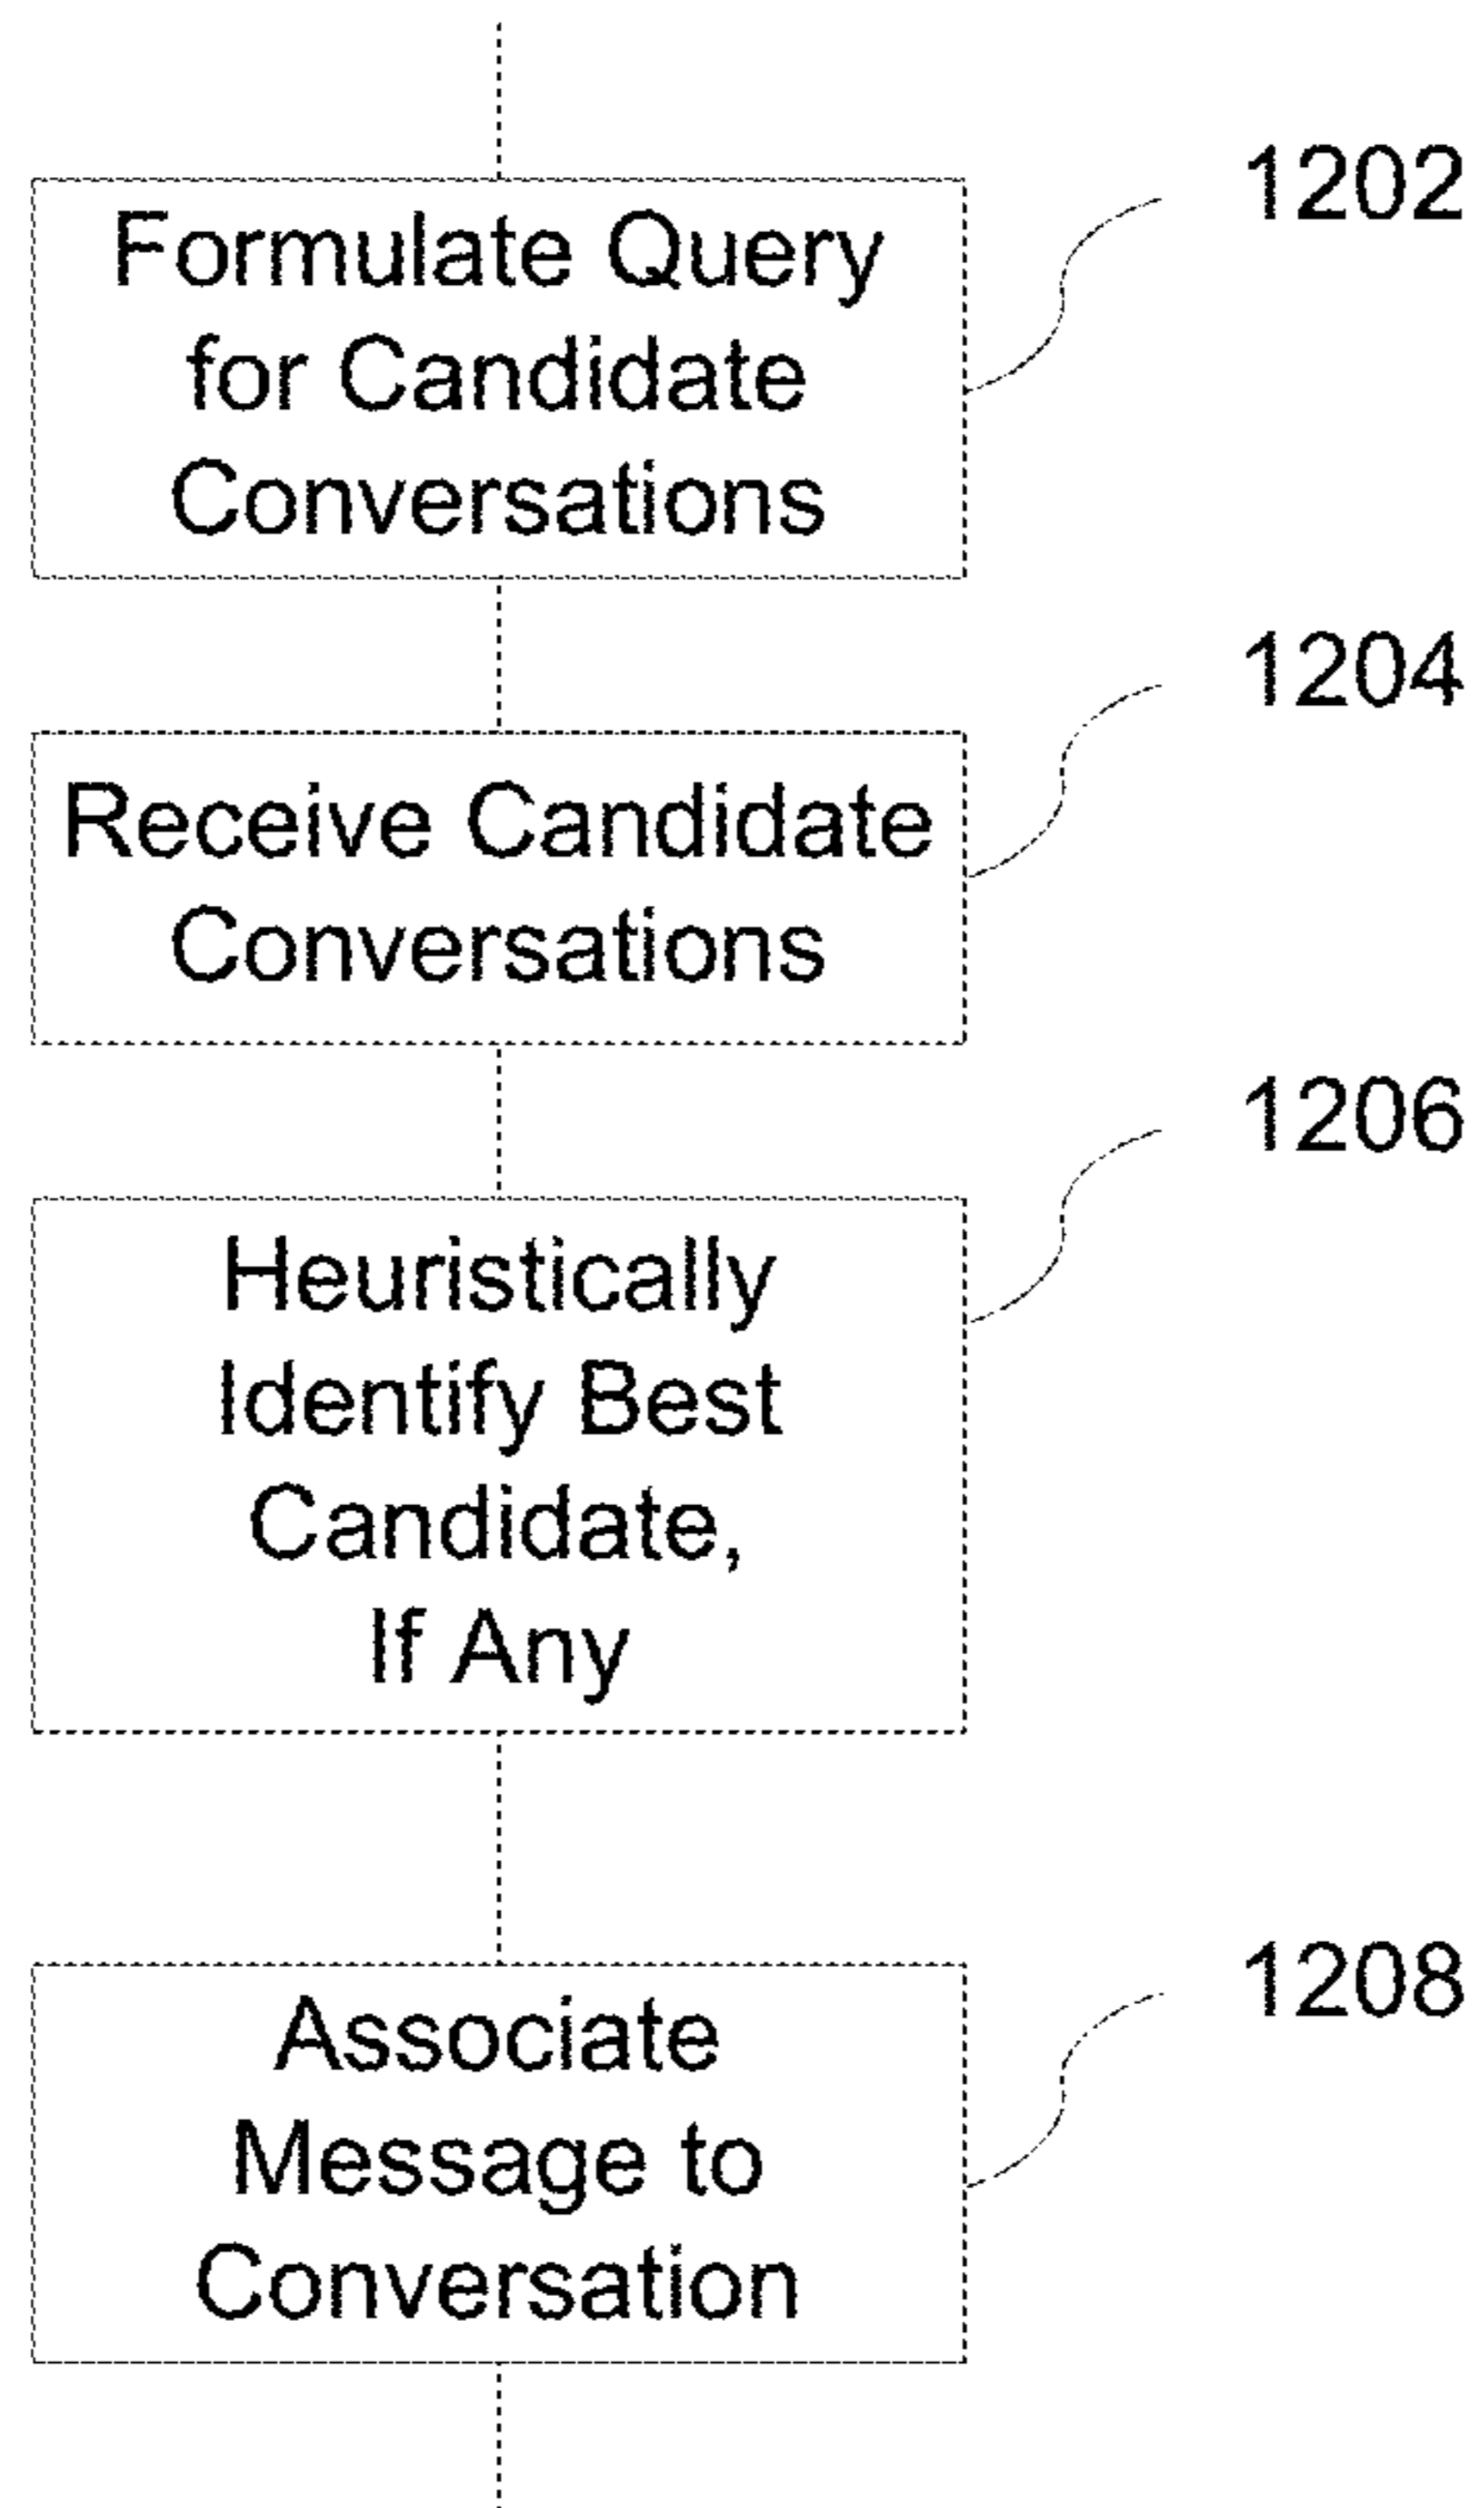 1202
Formulate Query
for Candidate
Conversations
1204
Receive Candidate
Conversations
1206
Heuristically
Identify Best
Candidate,
If Any
1208
Associate
Message to
Conversation